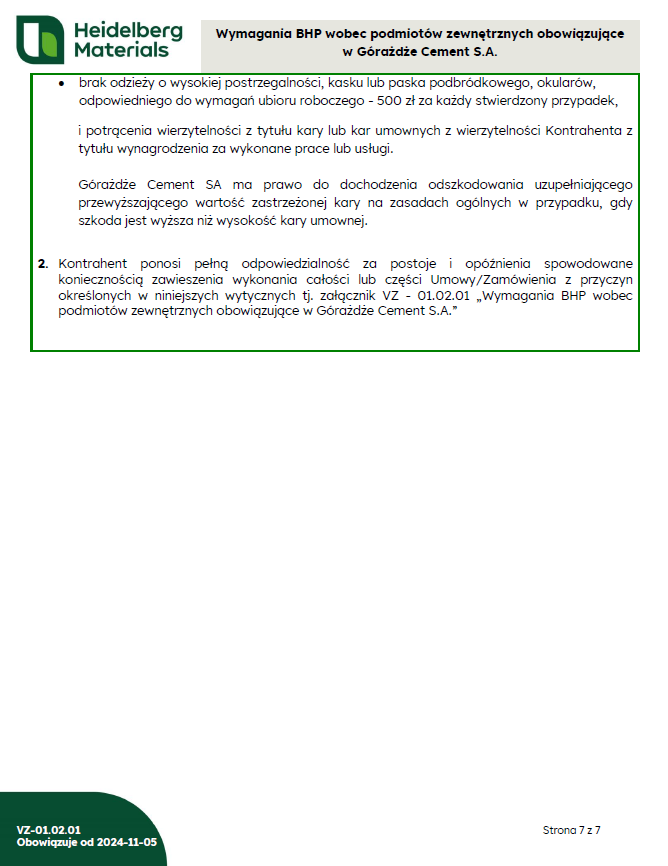 Heidelberg
Materials
Wymagania BHP wobec podmiotów zewnętrznych obowiązujące
w Górażdże Cement S.A.
• brak odzieży o wysokiej postrzegalności, kasku lub paska podbródkowego, okularów,
odpowiedniego do wymagań ubioru roboczego - 500 zł za każdy stwierdzony przypadek,
i potrącenia wierzytelności z tytułu kary lub kar umownych z wierzytelności Kontrahenta z
tytułu wynagrodzenia za wykonane prace lub usługi.
Górażdże Cement SA ma prawo do dochodzenia odszkodowania uzupełniającego
przewyższającego wartość zastrzeżonej kary na zasadach ogólnych w przypadku, gdy
szkoda jest wyższa niż wysokość kary umownej.
2. Kontrahent ponosi pełną odpowiedzialność za postoje i opóźnienia spowodowane
koniecznością zawieszenia wykonania całości lub części Umowy/Zamówienia z przyczyn
określonych w niniejszych wytycznych tj. załącznik VZ - 01.02.01 „Wymagania BHP wobec
podmiotów zewnętrznych obowiązujące w Górażdże Cement S.A.”
VZ-01.02.01
Obowiązuje od 2024-11-05
Strona 7 z 7